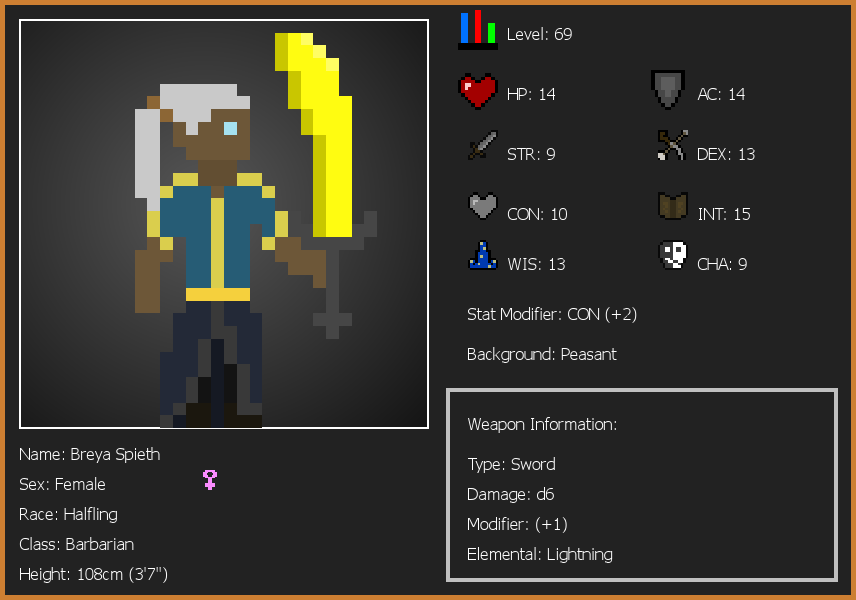 Level: 69
HP: 14
AC: 14
STR: 9
DEX: 13
CON: 10
INT: 15
WIS: 13
CHA: 9
Stat Modifier: CON (+2)
Background: Peasant
Weapon Information:
Type: Sword
Damage: d6
Modifier: (+1)
Elemental: Lightning
Name: Breya Spieth
Sex: Female
Race: Halfling
Class: Barbarian
Height: 108cm (3'7")